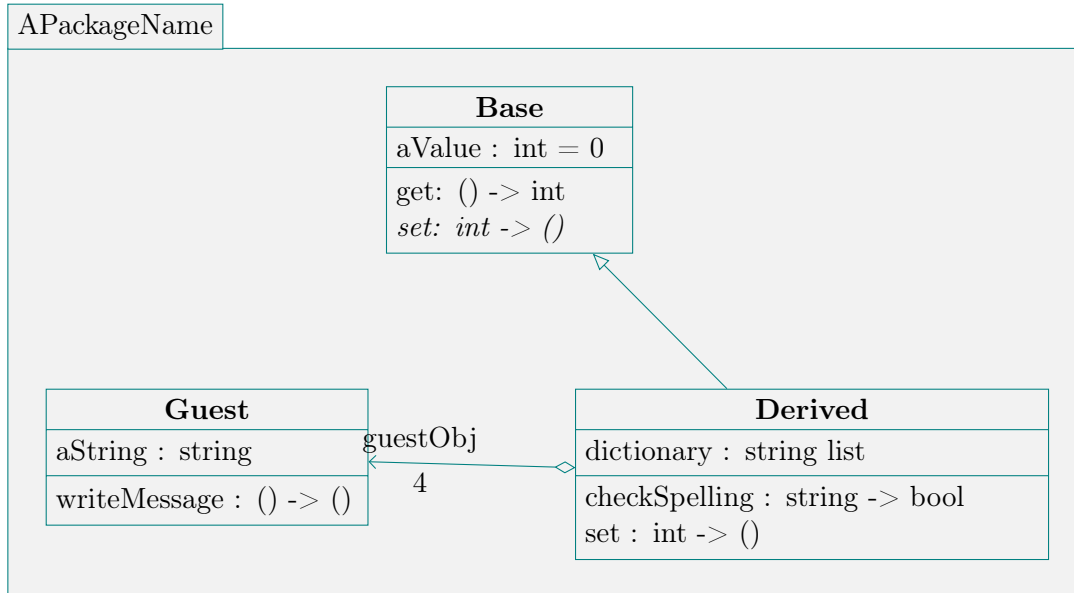 APackageName
Base
aValue : int = 0
get: () -> int
set: int -> ()
Guest
aString : string
writeMessage : () -> ()
guestObj
4
Derived
dictionary : string list
checkSpelling : string -> bool
set : int -> ()